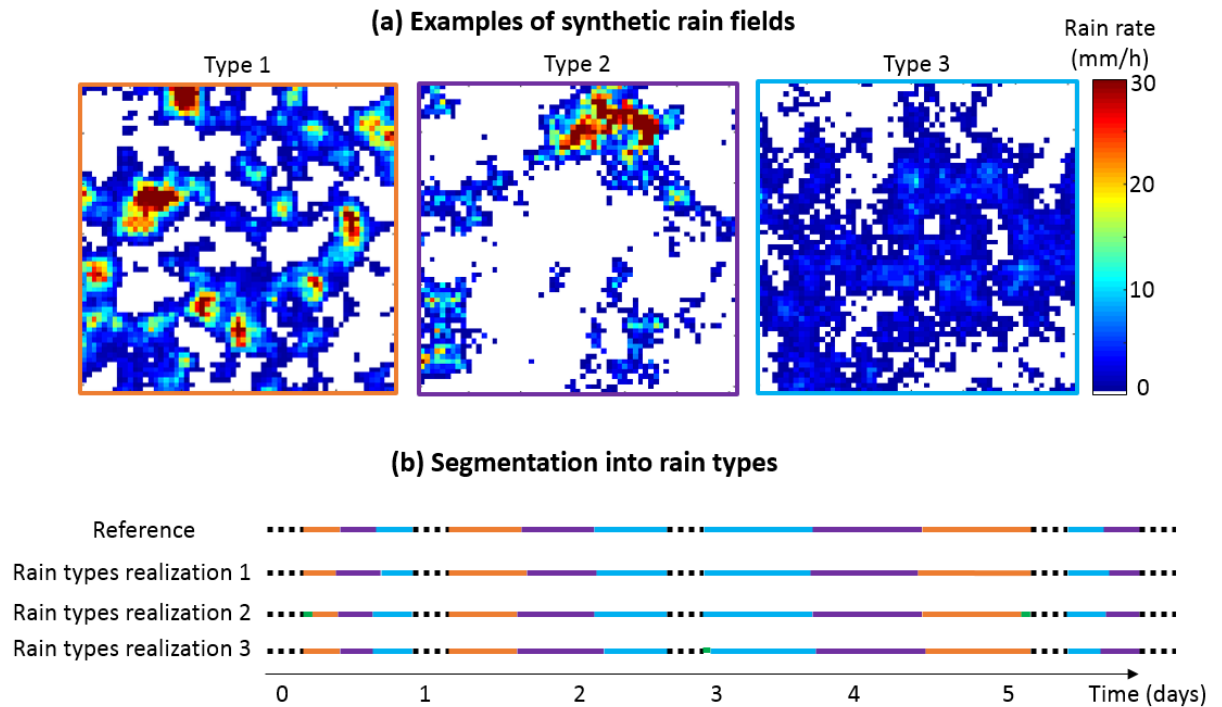 (a) Examples of synthetic rain fields
Rain rate
(mm/h)
Type 1
Type 2
Type 3
30
20
10
0
(b) Segmentation into rain types
Reference
Rain types realization 1
Rain types realization 2
Rain types realization 3
0 1 2 3 4 5 Time (days)